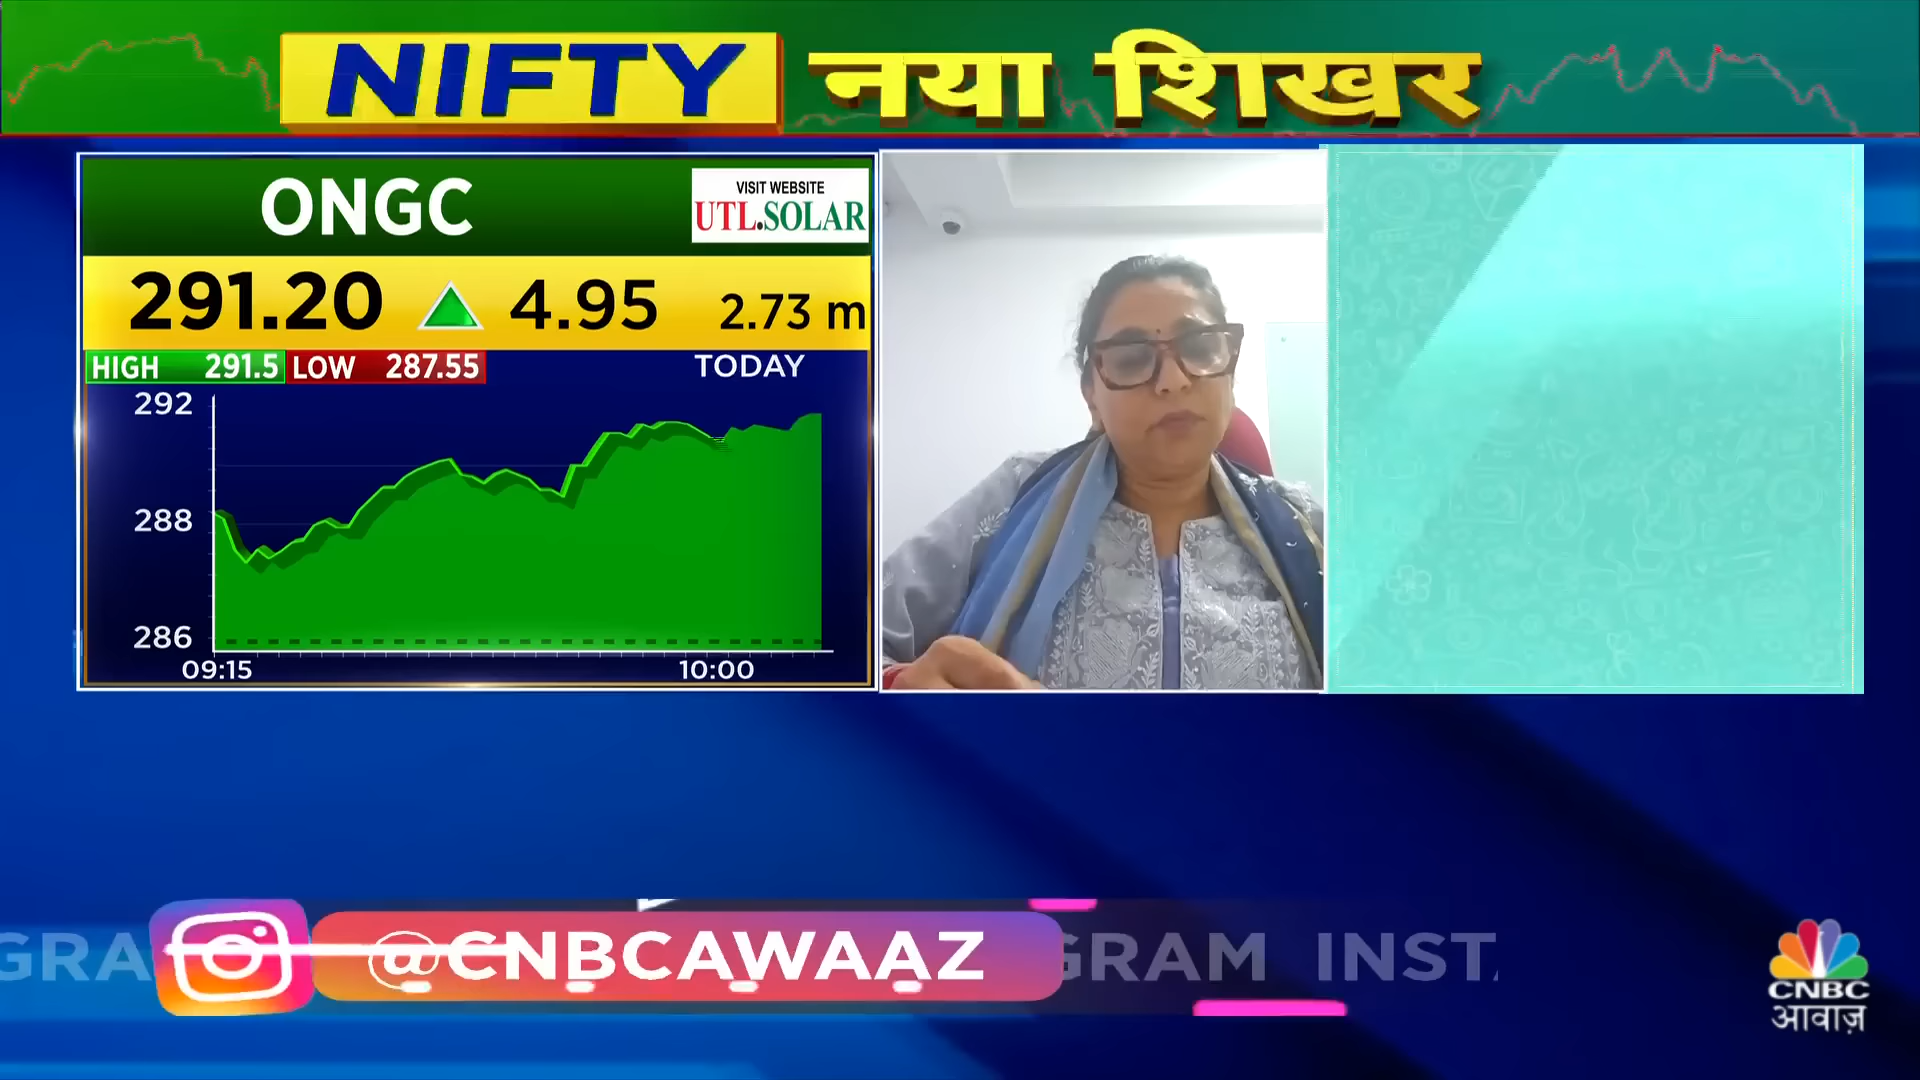 NIFTY नया शिखर
ONGC
VISIT WEBSITE
UTL.SOLAR
291.20 4.95 2.73 m
HIGH 291.5 LOW 287.55 TODAY
292
288
286
09:15 10:00
GRA @CNBCAWAAZ GRAM INST
CNBC
आवाज़